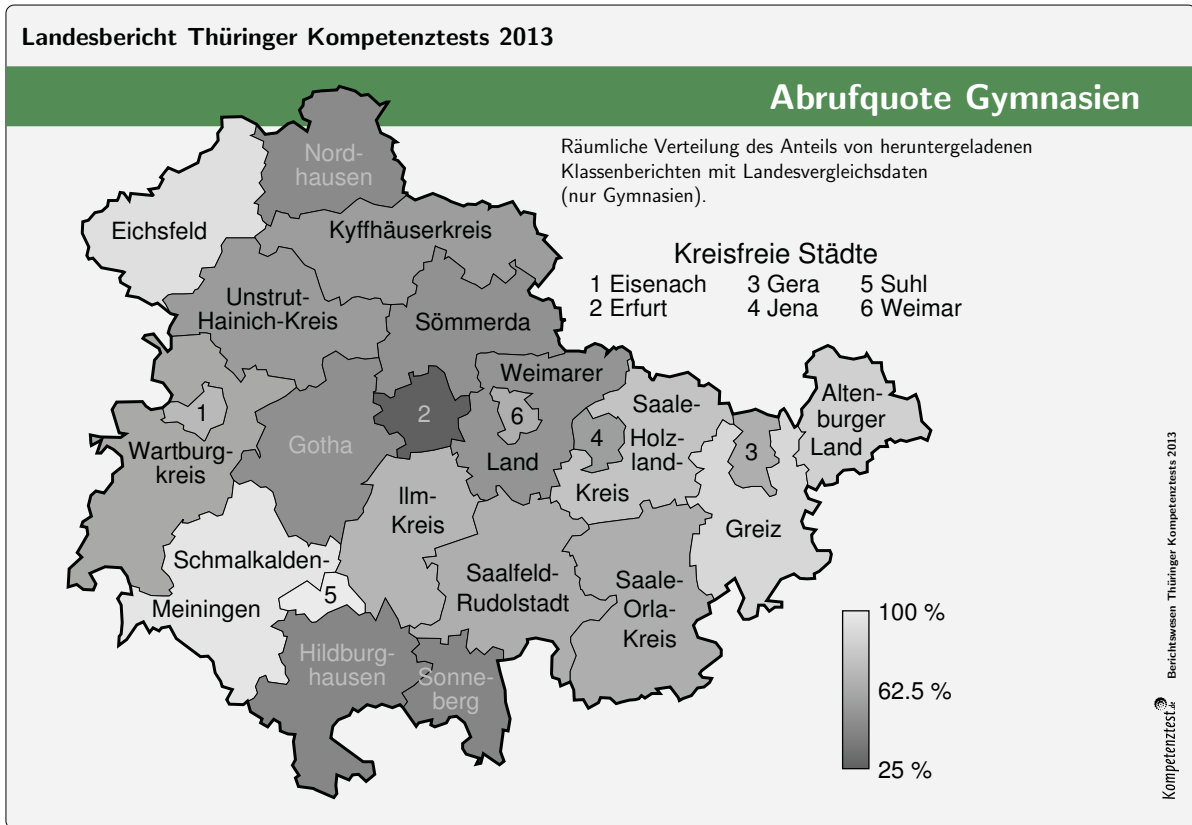 Landesbericht Thüringer Kompetenztests 2013
Abrufquote Gymnasien
Räumliche Verteilung des Anteils von heruntergeladenen
Klassenberichten mit Landesvergleichsdaten
(nur Gymnasien).
Kreisfreie Städte
1 Eisenach 3 Gera 5 Suhl
2 Erfurt 4 Jena 6 Weimar
Nord-
hausen
Eichsfeld
Kyffhäuserkreis
Unstrut-
Hainich-Kreis
Sömmerda
Weimarer
Land
Saale-
Holzland-
Kreis
Alten-
burger
Land
1
2
6
4
3
Gotha
Wartburg-
kreis
Ilm-
Kreis
Greiz
Schmalkalden-
Meiningen
5
Saalfeld-
Rudolstadt
Saale-
Orla-
Kreis
Hildburg-
hausen
Sonne-
berg
100 %
62.5 %
25 %
Kompetenztest.de
Berichtswesen Thüringer Kompetenztests 2013